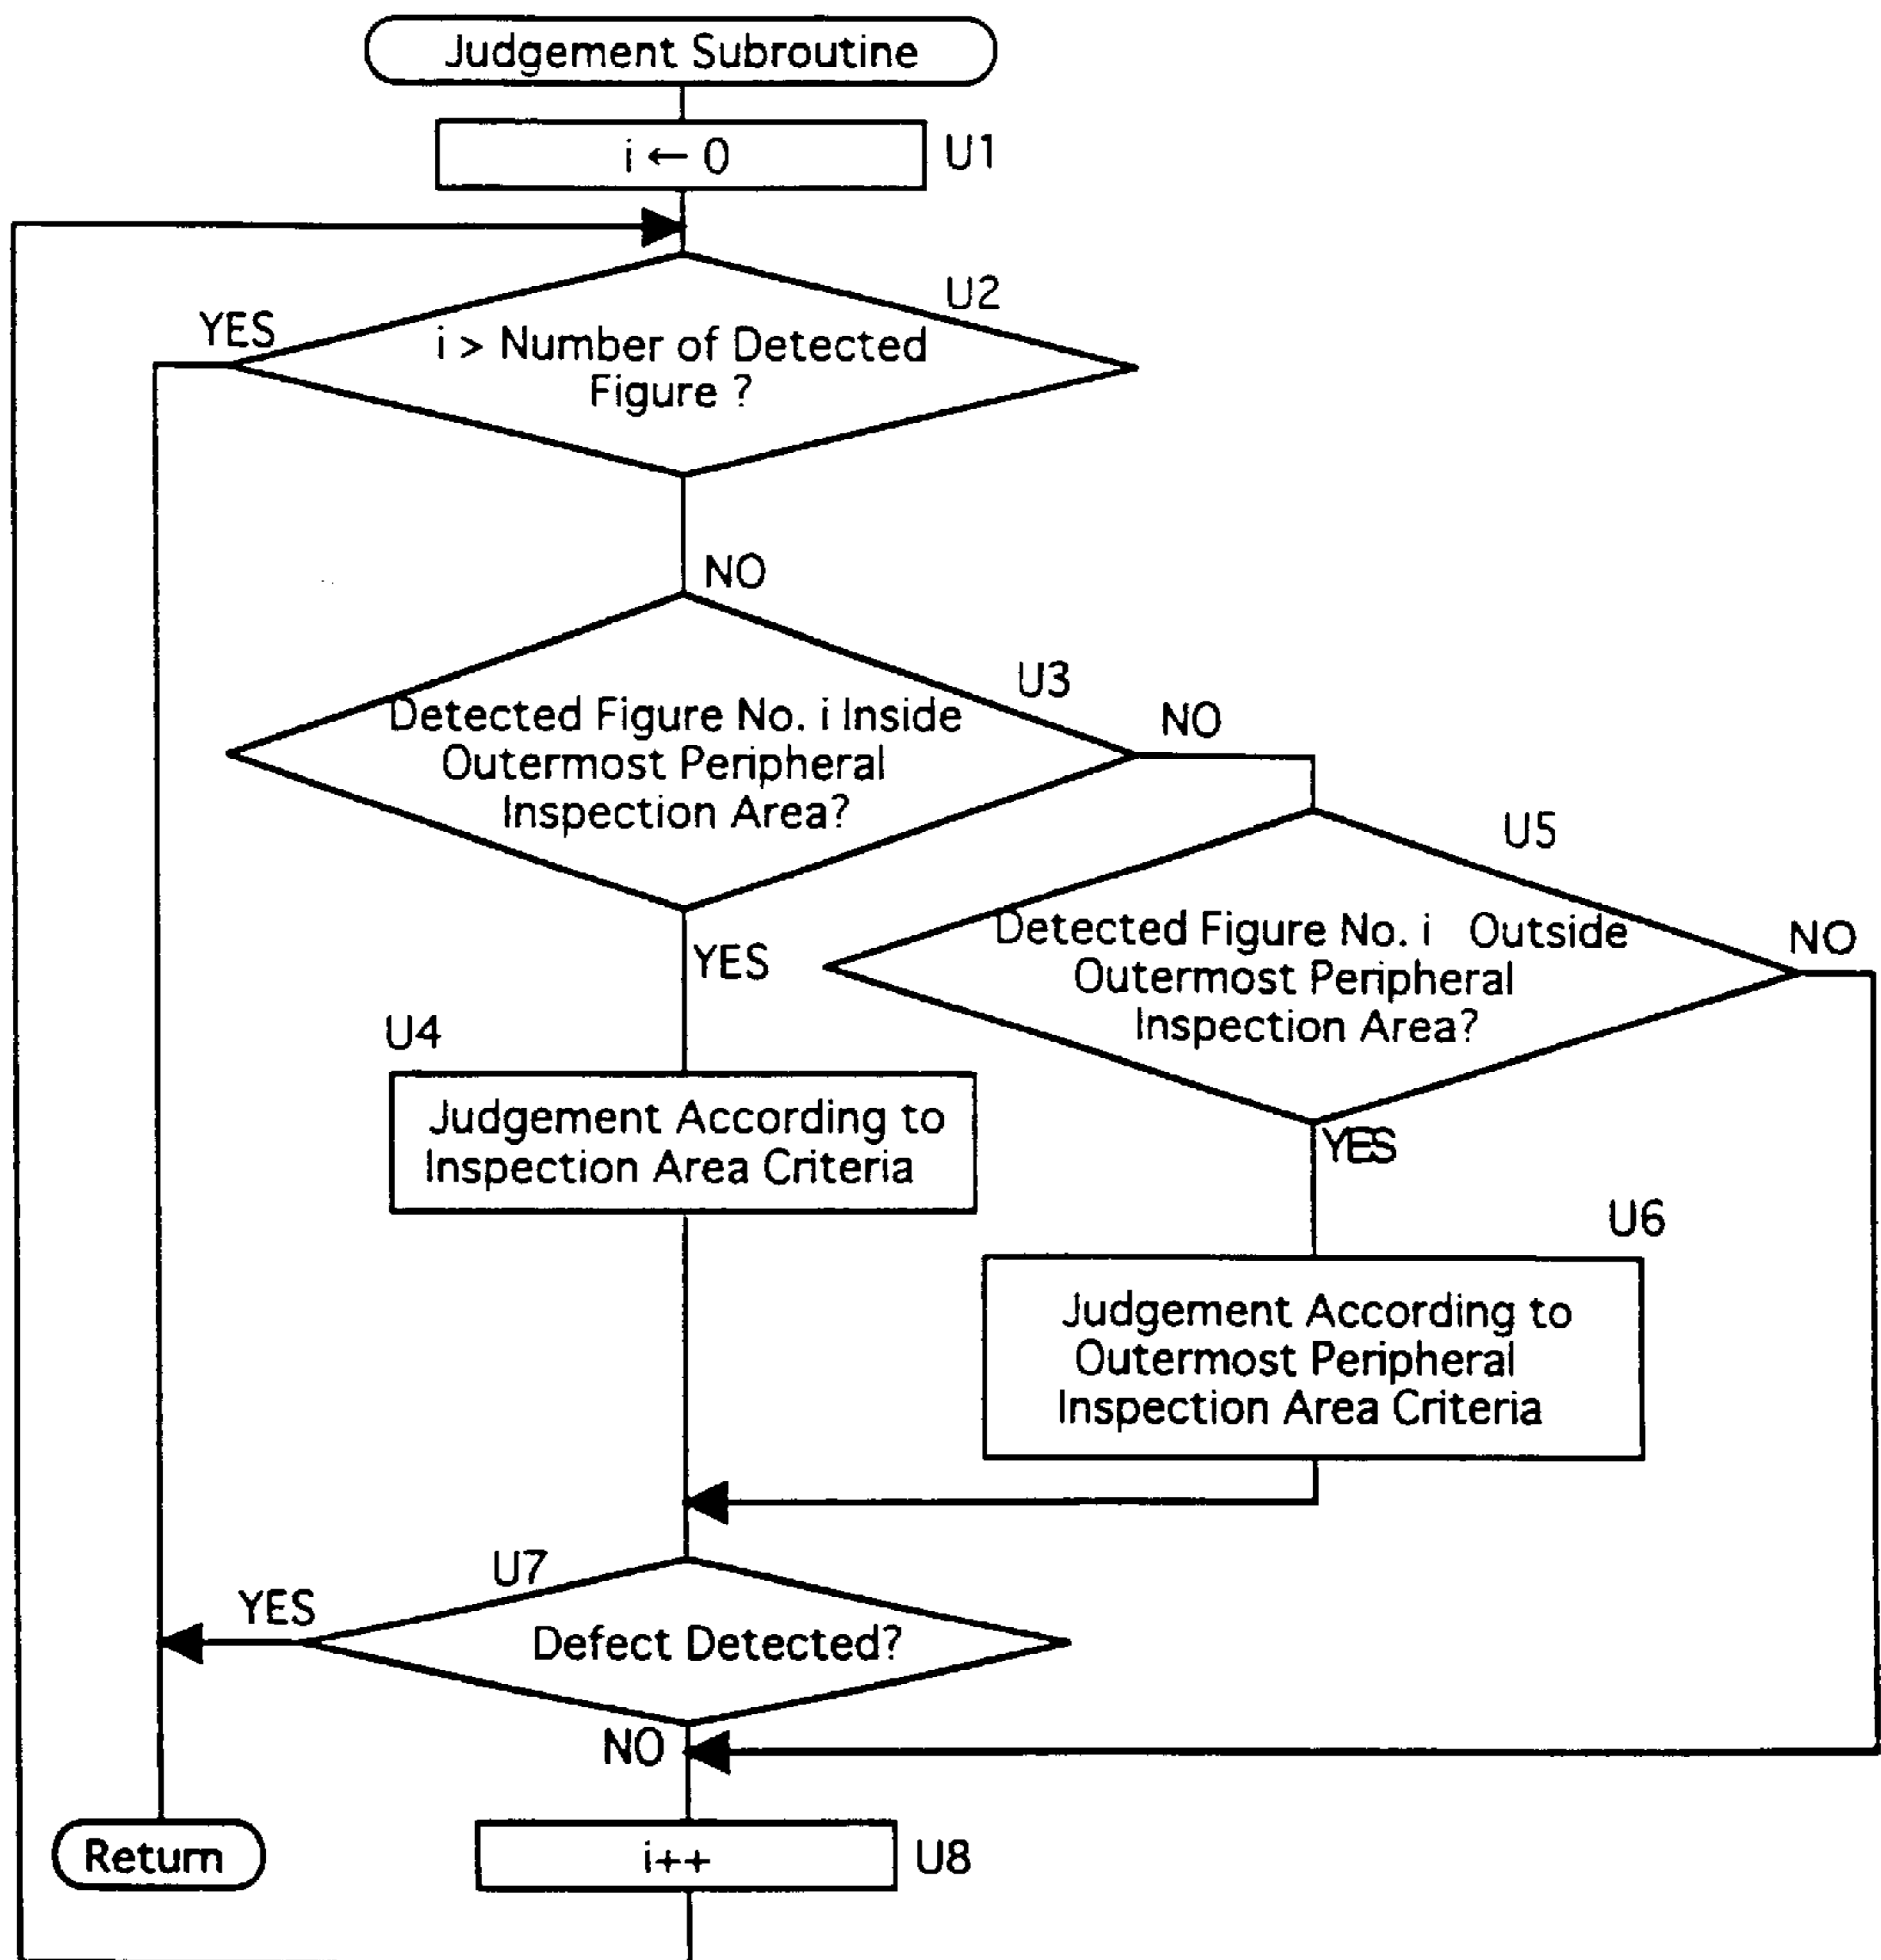 Judgement Subroutine
i ← 0
U1
U2
YES
i > Number of Detected
Figure ?
NO
U3
Detected Figure No. i Inside
Outermost Peripheral
Inspection Area?
NO
U5
YES
Detected Figure No. i Outside
Outermost Peripheral
Inspection Area?
NO
U4
YES
Judgement According to
Inspection Area Criteria
U6
Judgement According to
Outermost Peripheral
Inspection Area Criteria
U7
YES
Defect Detected?
NO
Return
i++
U8